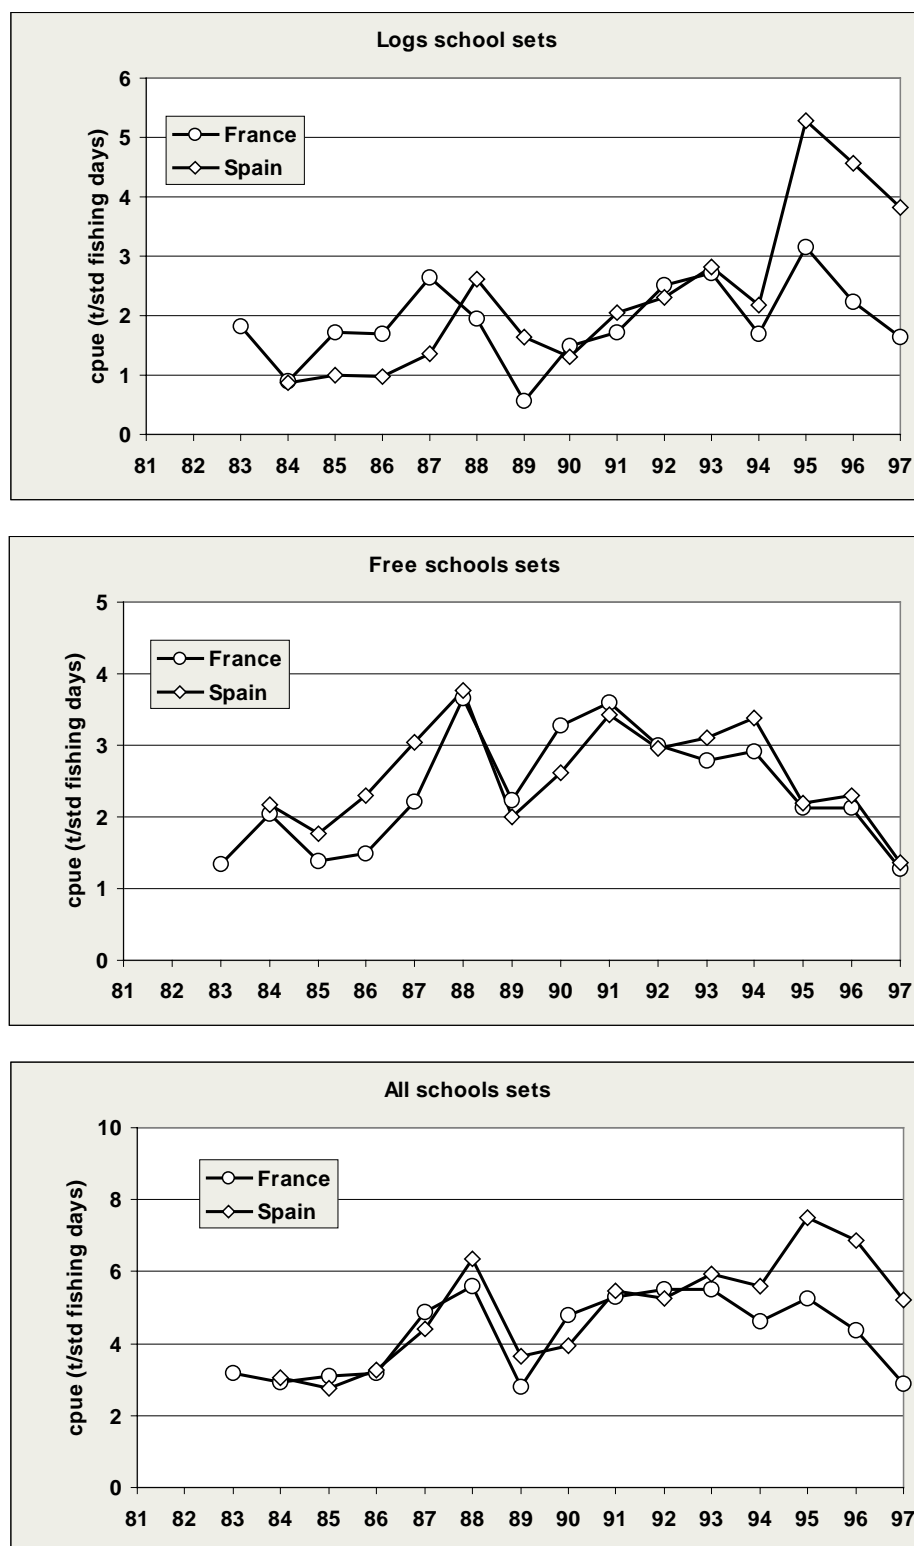 Logs school sets
cpue (t/std fishing days)
6
5
4
3
2
1
0
France
Spain
81 82 83 84 85 86 87 88 89 90 91 92 93 94 95 96 97
Free schools sets
cpue (t/std fishing days)
5
4
3
2
1
0
France
Spain
81 82 83 84 85 86 87 88 89 90 91 92 93 94 95 96 97
All schools sets
cpue (t/std fishing days)
10
8
6
4
2
0
France
Spain
81 82 83 84 85 86 87 88 89 90 91 92 93 94 95 96 97